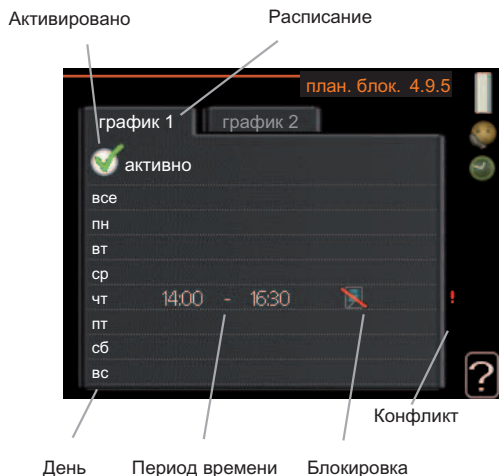 Активировано Расписание
план. блок. 4.9.5
график 1 график 2
активно
все
пн
вт
ср
чт 14:00 - 16:30 !
пт
сб
вс
?
Конфликт
День Период времени Блокировка